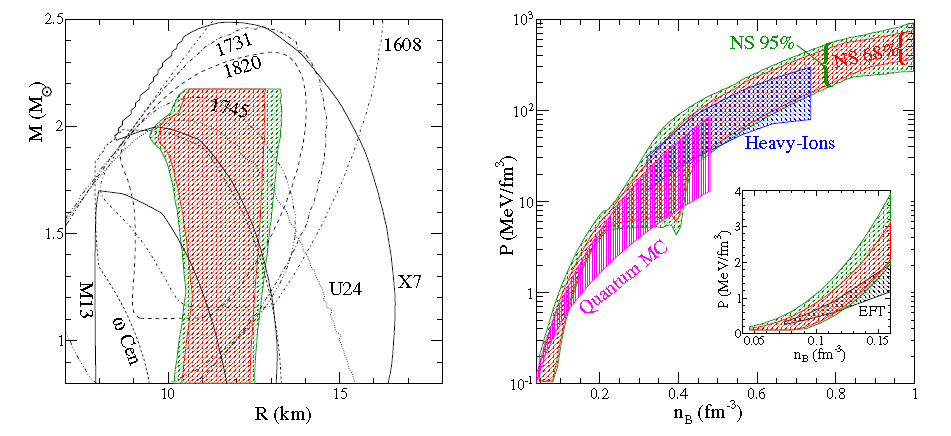 2.5
2
1.5
1
M (M⊙)
10
15
R (km)
1731
1820
1745
1608
M13
ω Cen
U24
X7
10³
10²
10
1
10⁻¹
P (MeV/fm³)
0.2
0.4
0.6
0.8
1
n_B (fm⁻³)
NS 95%
NS 68%
Heavy-Ions
Quantum MC
4
3
2
1
0
P (MeV/fm³)
EFT
0.05
0.1
0.15
n_B (fm⁻³)